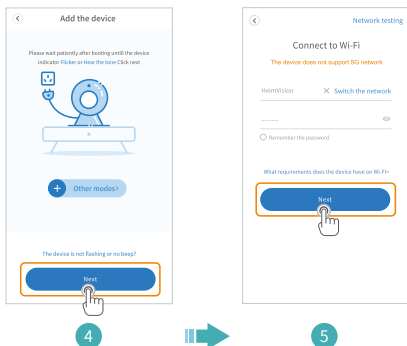 Add the device
Please wait patiently after booting untill the device
indicator Flicker or Hear the tone Click next
Other modes>
The device is not flashing or no beep?
Next
4
Network testing
Connect to Wi-Fi
The device does not support 5G network
HeimVision
Switch the network
Remember the password
What requirements does the device have on Wi-Fi>
Next
5